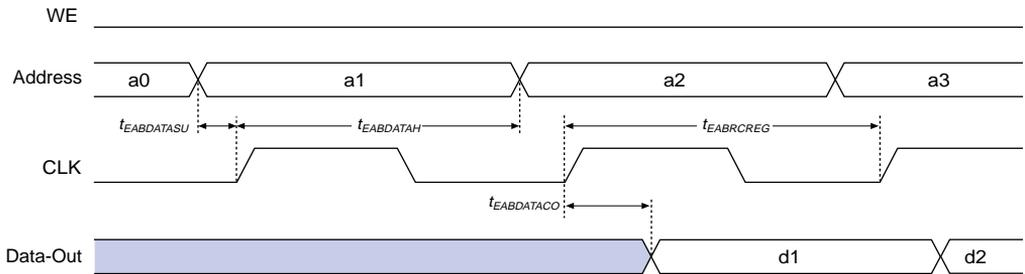 WE
Address a0 a1 a2 a3
tEABDATASU tEABDATAH tEABRCREG
CLK
tEABDATACO
Data-Out d1 d2